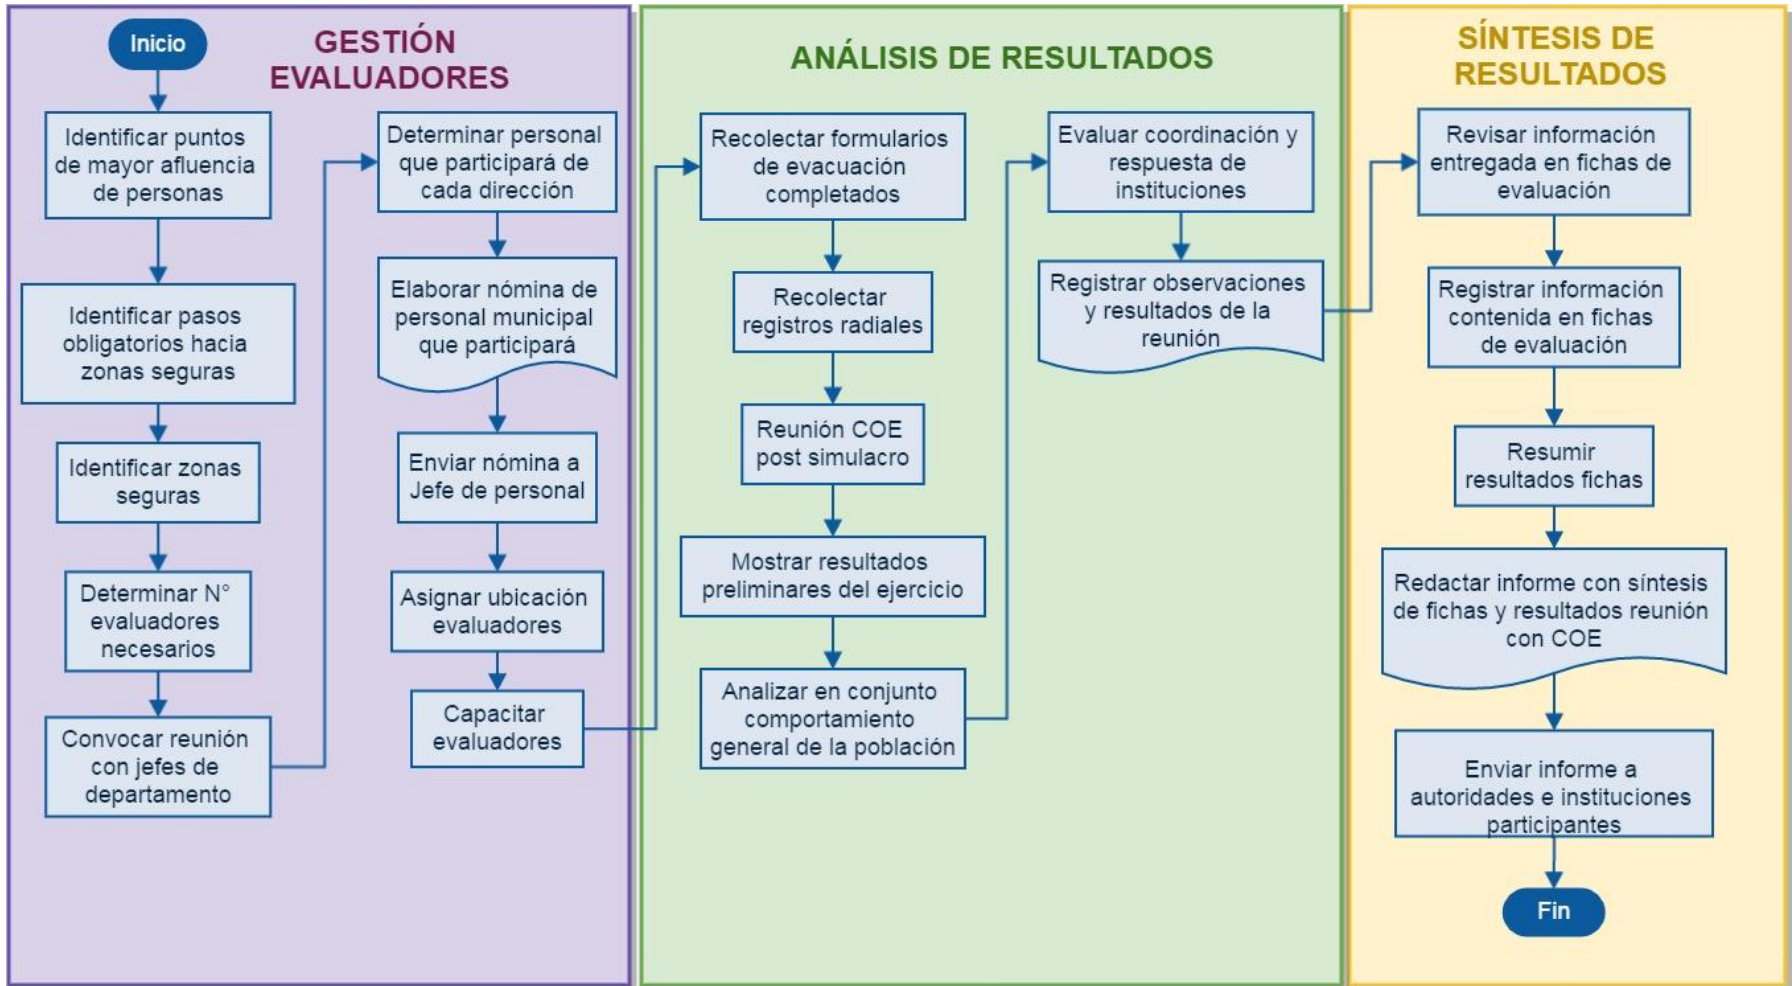 Inicio
GESTIÓN
EVALUADORES
Identificar puntos
de mayor afluencia
de personas
Identificar pasos
obligatorios hacia
zonas seguras
Identificar zonas
seguras
Determinar N°
evaluadores
necesarios
Convocar reunión
con jefes de
departamento
Determinar personal
que participará de
cada dirección
Elaborar nómina de
personal municipal
que participará
Enviar nómina a
Jefe de personal
Asignar ubicación
evaluadores
Capacitar
evaluadores
ANÁLISIS DE RESULTADOS
Recolectar formularios
de evacuación
completados
Recolectar
registros radiales
Reunión COE
post simulacro
Mostrar resultados
preliminares del ejercicio
Analizar en conjunto
comportamiento
general de la población
Evaluar coordinación y
respuesta de
instituciones
Registrar observaciones
y resultados de la
reunión
SÍNTESIS DE
RESULTADOS
Revisar información
entregada en fichas de
evaluación
Registrar información
contenida en fichas
de evaluación
Resumir
resultados fichas
Redactar informe con síntesis
de fichas y resultados reunión
con COE
Enviar informe a
autoridades e instituciones
participantes
Fin